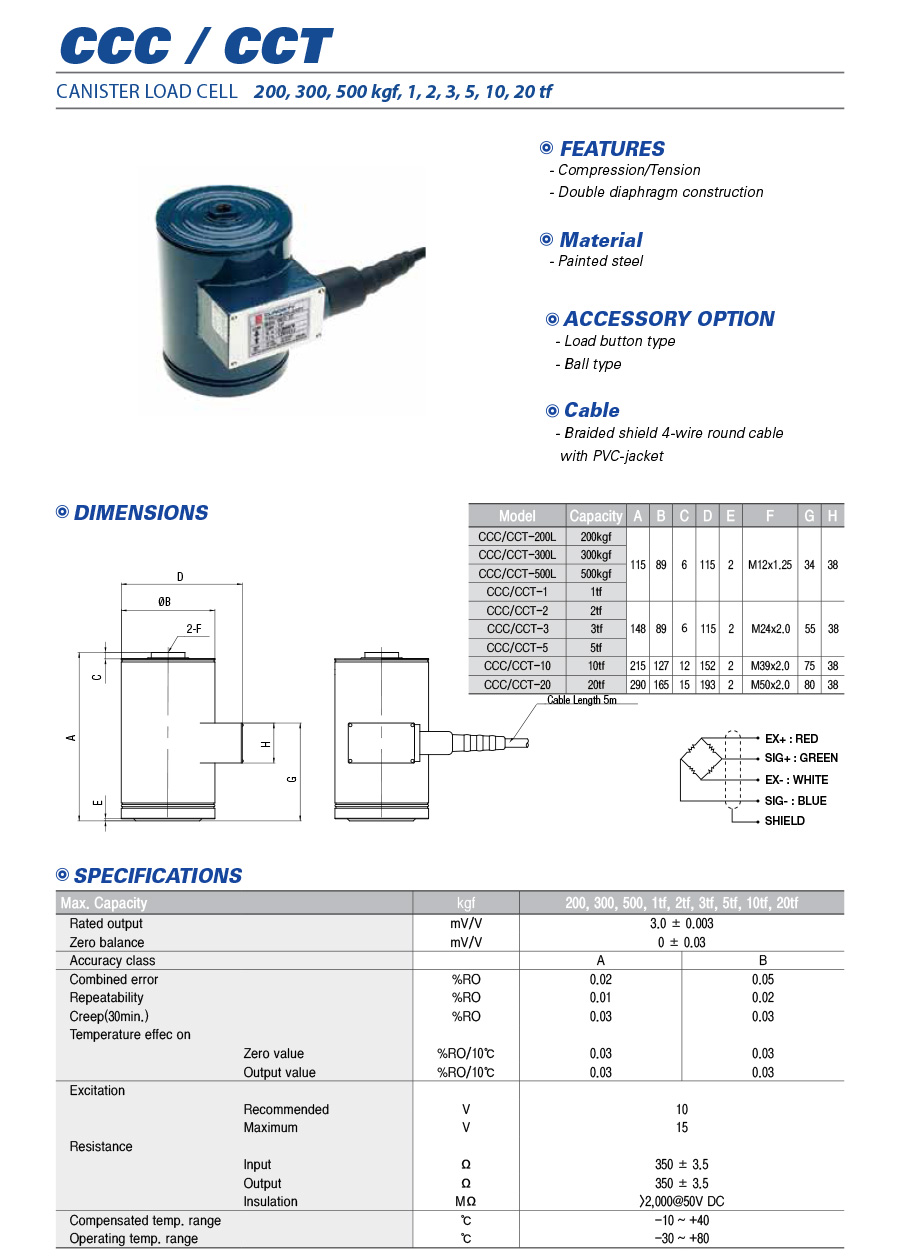 CCC / CCT
CANISTER LOAD CELL 200, 300, 500 kgf, 1, 2, 3, 5, 10, 20 tf
FEATURES
- Compression/Tension
- Double diaphragm construction
Material
- Painted steel
ACCESSORY OPTION
- Load button type
- Ball type
Cable
- Braided shield 4-wire round cable
with PVC-jacket
DIMENSIONS
Model Capacity A B C D E F G H
CCC/CCT-200L 200kgf
CCC/CCT-300L 300kgf
CCC/CCT-500L 500kgf
115 89 6 115 2 M12x1.25 34 38
CCC/CCT-1 1tf
CCC/CCT-2 2tf
CCC/CCT-3 3tf 148 89 6 115 2 M24x2.0 55 38
CCC/CCT-5 5tf
CCC/CCT-10 10tf 215 127 12 152 2 M39x2.0 75 38
CCC/CCT-20 20tf 290 165 15 193 2 M50x2.0 80 38
D
ØB
2-F
C
A
E
H
G
Cable Length 5m
EX+ : RED
SIG+ : GREEN
EX- : WHITE
SIG- : BLUE
SHIELD
SPECIFICATIONS
Max. Capacity kgf 200, 300, 500, 1tf, 2tf, 3tf, 5tf, 10tf, 20tf
Rated output mV/V 3.0 ± 0.003
Zero balance mV/V 0 ± 0.03
Accuracy class A B
Combined error %RO 0.02 0.05
Repeatability %RO 0.01 0.02
Creep(30min.) %RO 0.03 0.03
Temperature effec on
Zero value %RO/10℃ 0.03 0.03
Output value %RO/10℃ 0.03 0.03
Excitation
Recommended V 10
Maximum V 15
Resistance
Input Ω 350 ± 3.5
Output Ω 350 ± 3.5
Insulation MΩ >2,000@50V DC
Compensated temp. range ℃ -10 ~ +40
Operating temp. range ℃ -30 ~ +80